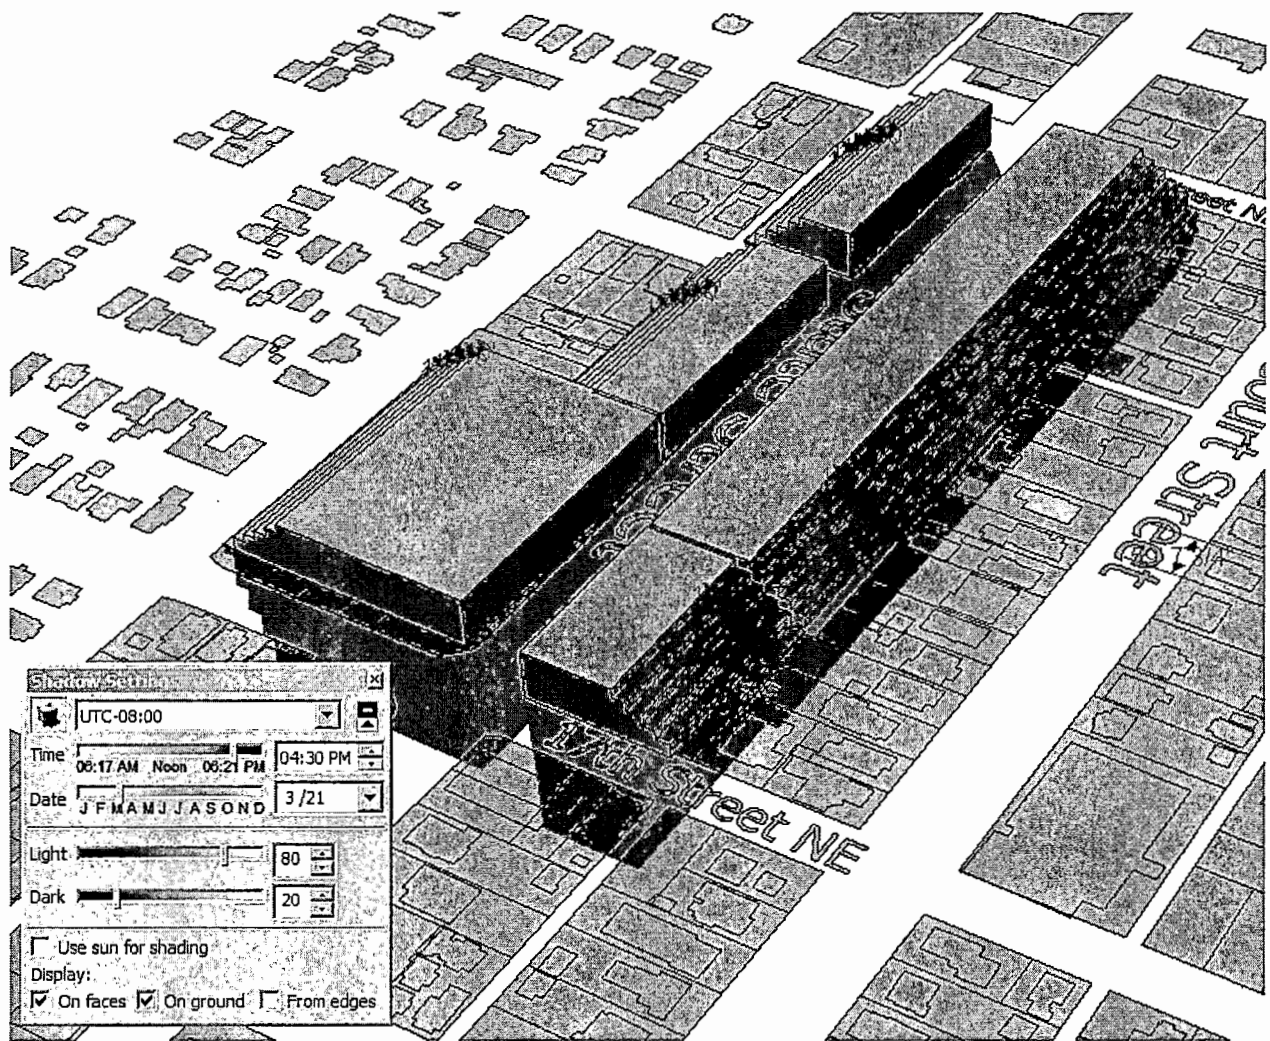 Shadow Settings
UTC-08:00
Time
06:17 AM Noon 06:21 PM
04:30 PM
Date
J F M A M J J A S O N D
3 /21
Light
80
Dark
20
Use sun for shading
Display:
On faces
On ground
From edges
Street NE
Street